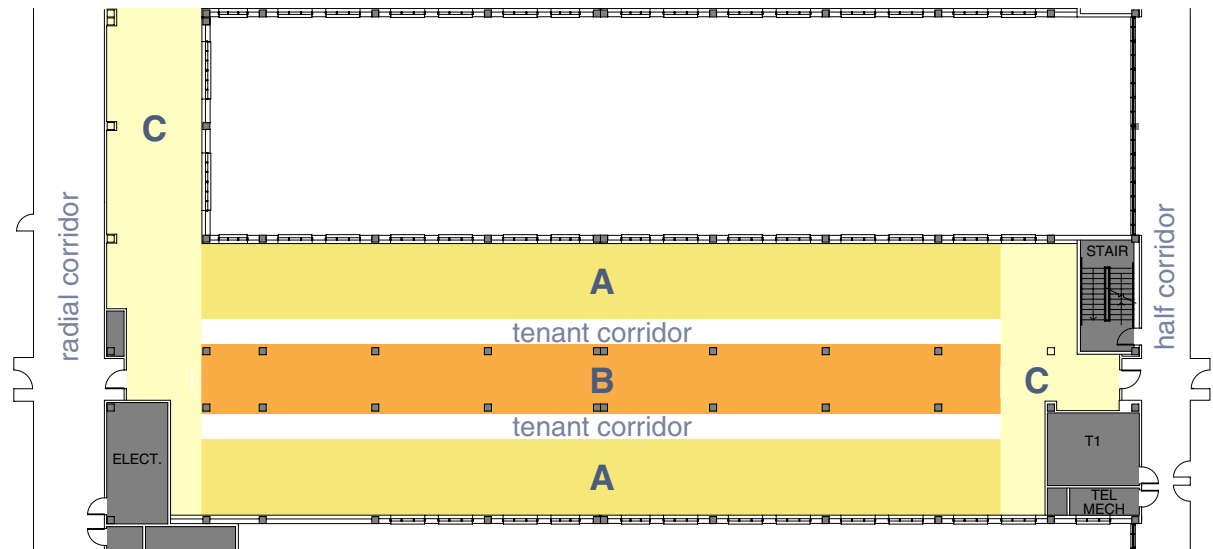 C
radial corridor
STAIR
half corridor
A
tenant corridor
B
C
tenant corridor
ELECT.
T1
A
TEL
MECH